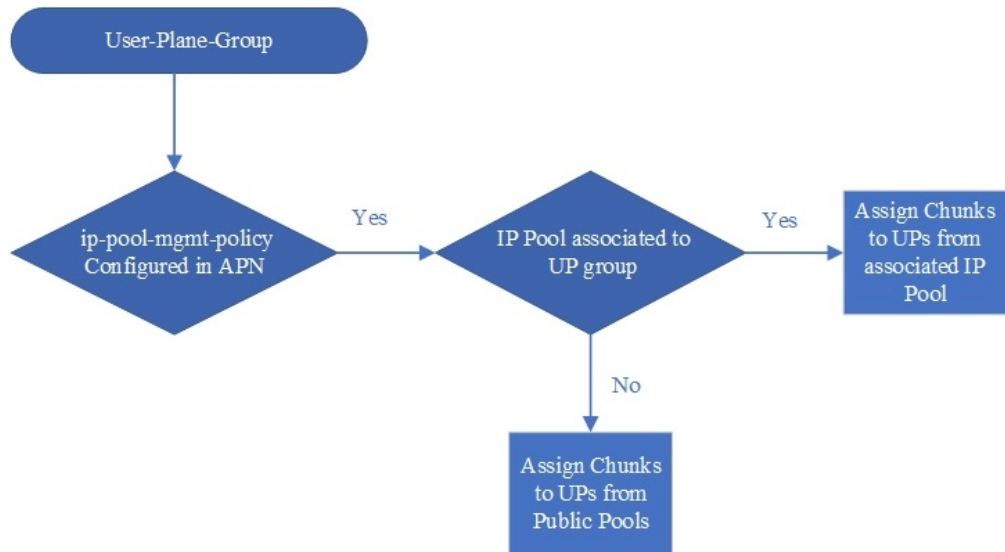 User-Plane-Group
ip-pool-mgmt-policy
Configured in APN
Yes
IP Pool associated to
UP group
Yes
Assign Chunks
to UPs from
associated IP
Pool
No
Assign Chunks
to UPs from
Public Pools